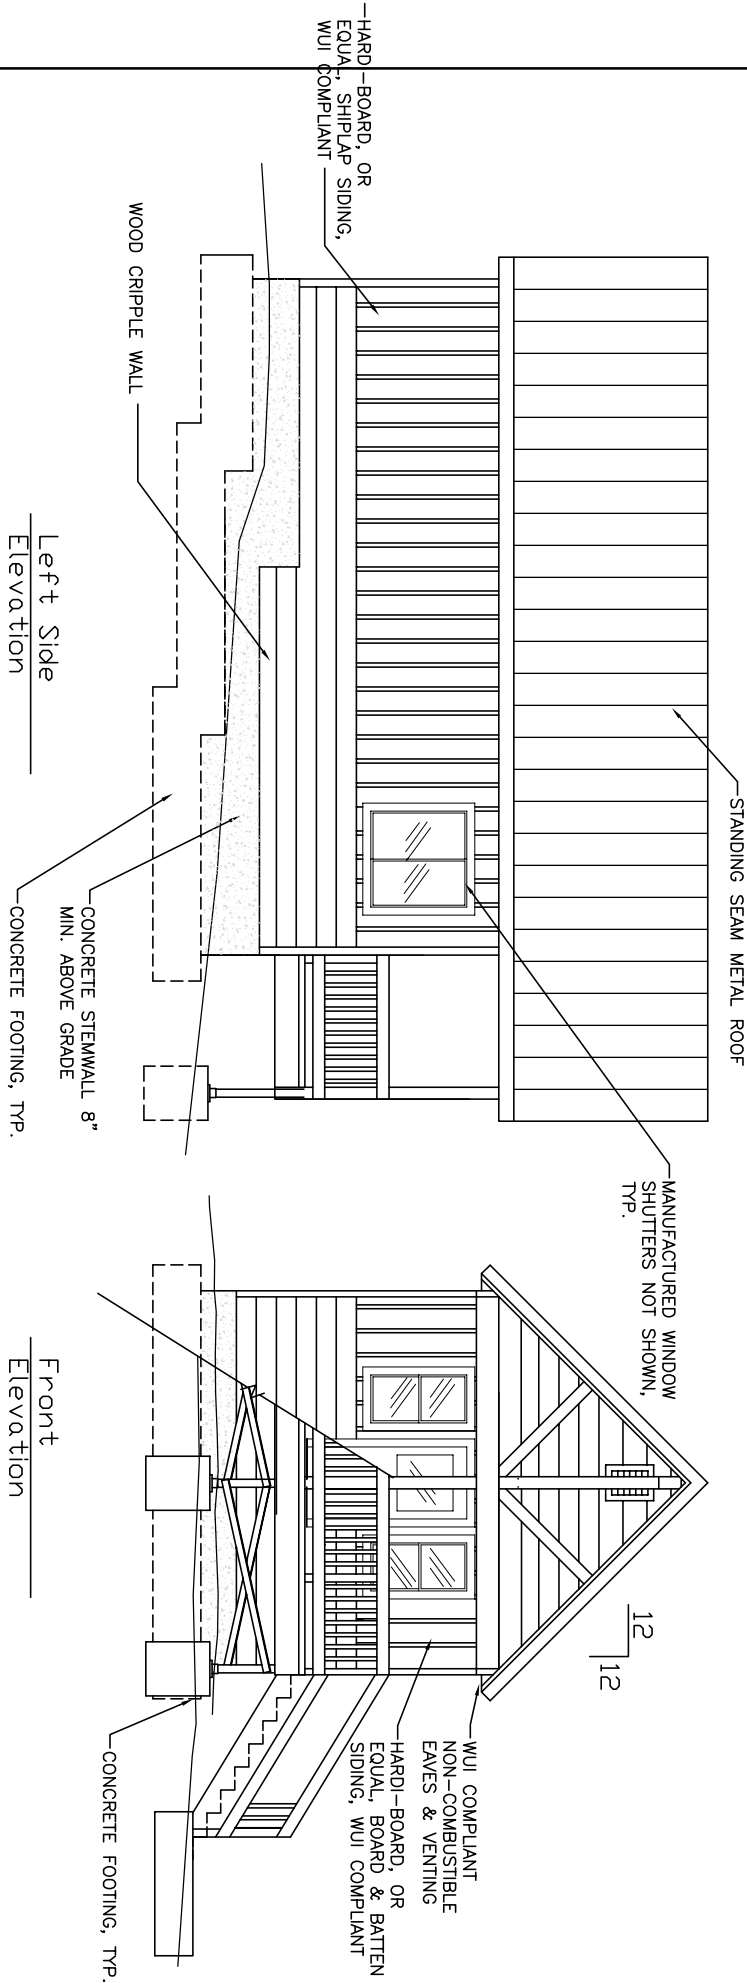 HARD-BOARD, OR
EQUAL, SHIPLAP SIDING,
WUI COMPLIANT
STANDING SEAM METAL ROOF
WOOD CRIPPLE WALL
MANUFACTURED WINDOW
SHUTTERS NOT SHOWN,
TYP.
CONCRETE STEMWALL 8"
MIN. ABOVE GRADE
CONCRETE FOOTING, TYP.
Left Side
Elevation
12
12
WUI COMPLIANT
NON-COMBUSTIBLE
EAVES & VENTING
HARDI-BOARD, OR
EQUAL, BOARD & BATTEN
SIDING, WUI COMPLIANT
CONCRETE FOOTING, TYP.
Front
Elevation